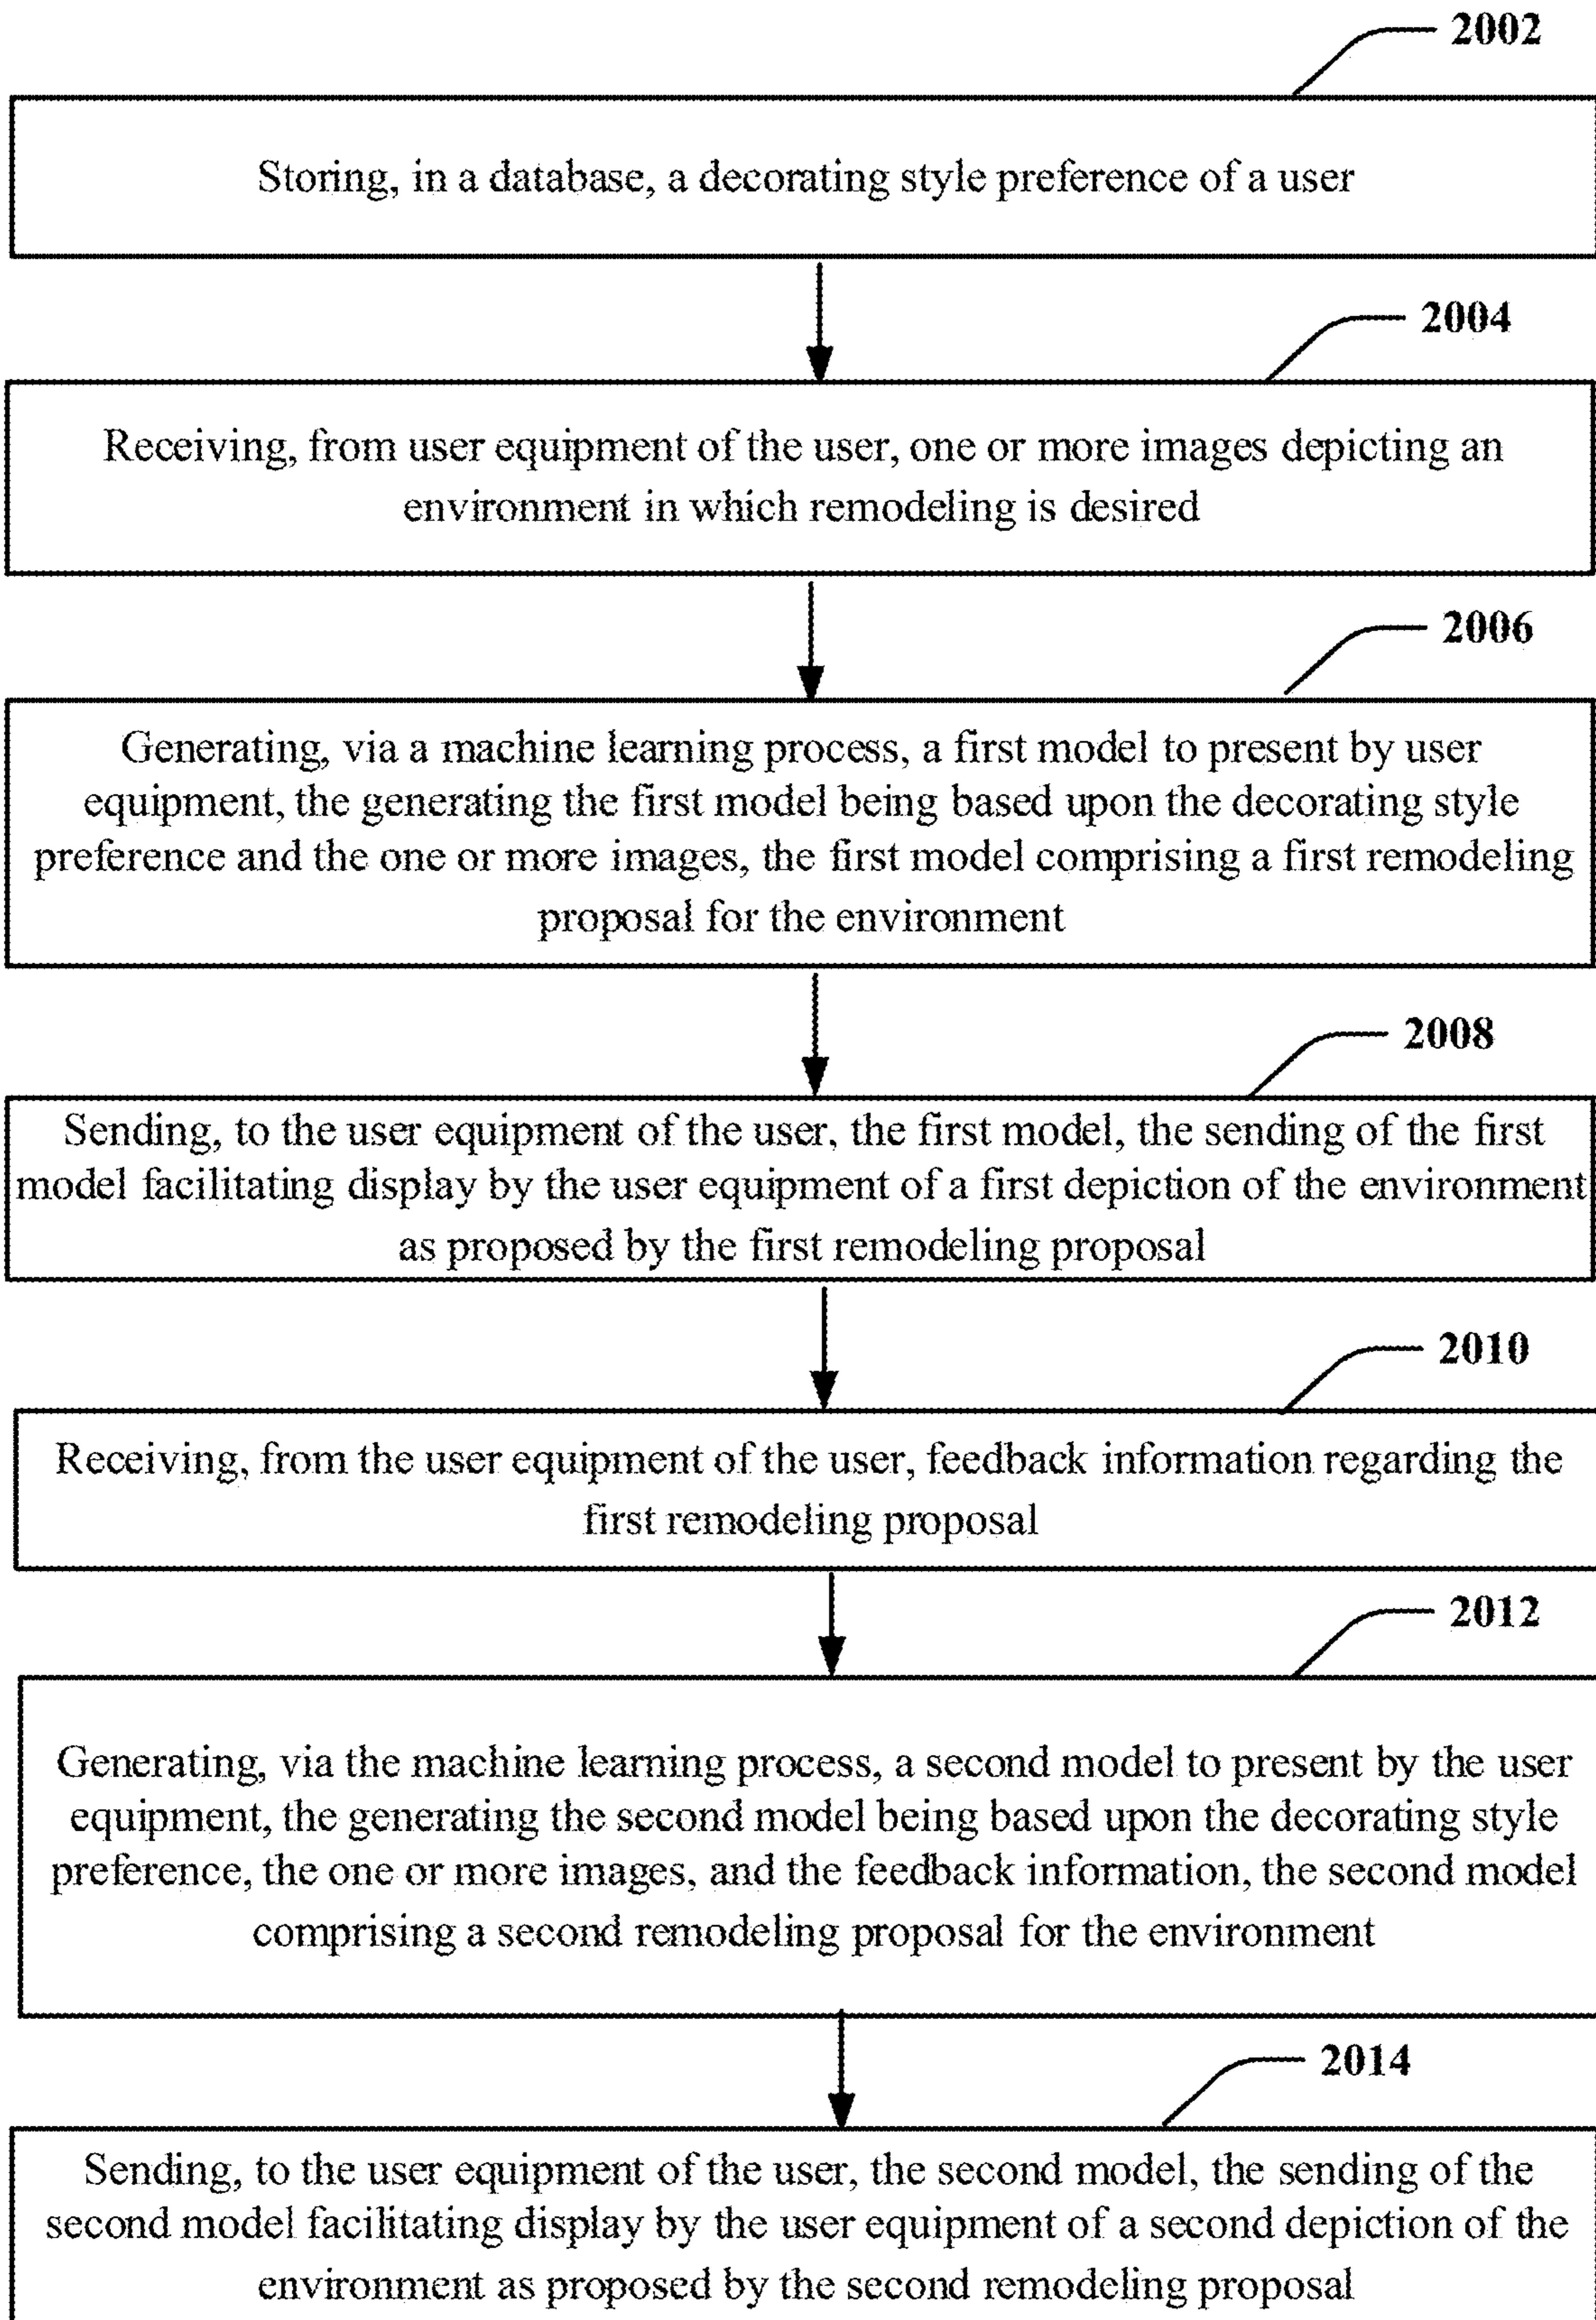 2002
Storing, in a database, a decorating style preference of a user
2004
Receiving, from user equipment of the user, one or more images depicting an
environment in which remodeling is desired
2006
Generating, via a machine learning process, a first model to present by user
equipment, the generating the first model being based upon the decorating style
preference and the one or more images, the first model comprising a first remodeling
proposal for the environment
2008
Sending, to the user equipment of the user, the first model, the sending of the first
model facilitating display by the user equipment of a first depiction of the environment
as proposed by the first remodeling proposal
2010
Receiving, from the user equipment of the user, feedback information regarding the
first remodeling proposal
2012
Generating, via the machine learning process, a second model to present by the user
equipment, the generating the second model being based upon the decorating style
preference, the one or more images, and the feedback information, the second model
comprising a second remodeling proposal for the environment
2014
Sending, to the user equipment of the user, the second model, the sending of the
second model facilitating display by the user equipment of a second depiction of the
environment as proposed by the second remodeling proposal